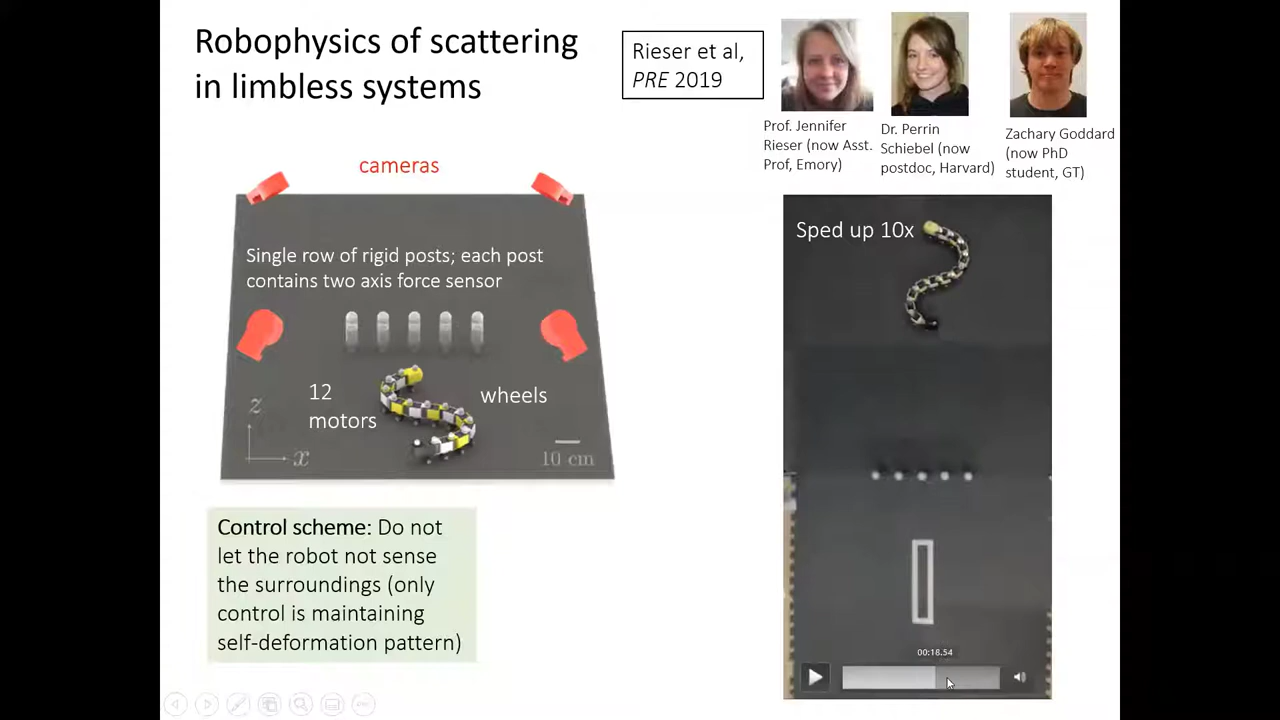 Robophysics of scattering
in limbless systems
Rieser et al,
PRE 2019
Prof. Jennifer
Rieser (now Asst.
Prof, Emory)
Dr. Perrin
Schiebel (now
postdoc, Harvard)
Zachary Goddard
(now PhD
student, GT)
cameras
Single row of rigid posts; each post
contains two axis force sensor
12
motors
wheels
z
x
10 cm
Control scheme: Do not
let the robot not sense
the surroundings (only
control is maintaining
self-deformation pattern)
Sped up 10x
00:18.54